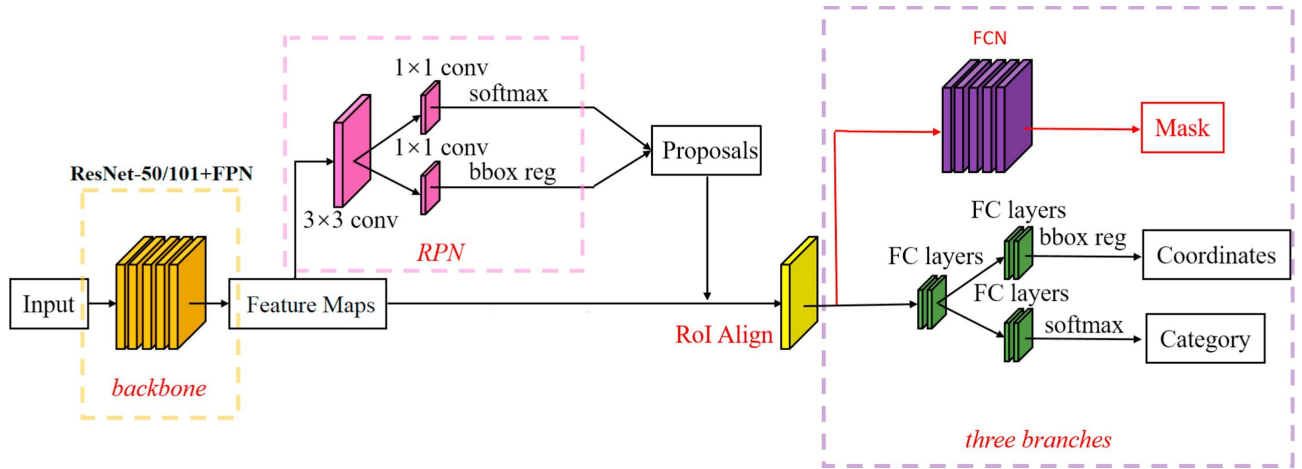 ResNet-50/101+FPN
Input
backbone
Feature Maps
1×1 conv
softmax
1×1 conv
bbox reg
3×3 conv
RPN
Proposals
RoI Align
FCN
Mask
FC layers
FC layers
bbox reg
Coordinates
FC layers
softmax
Category
three branches